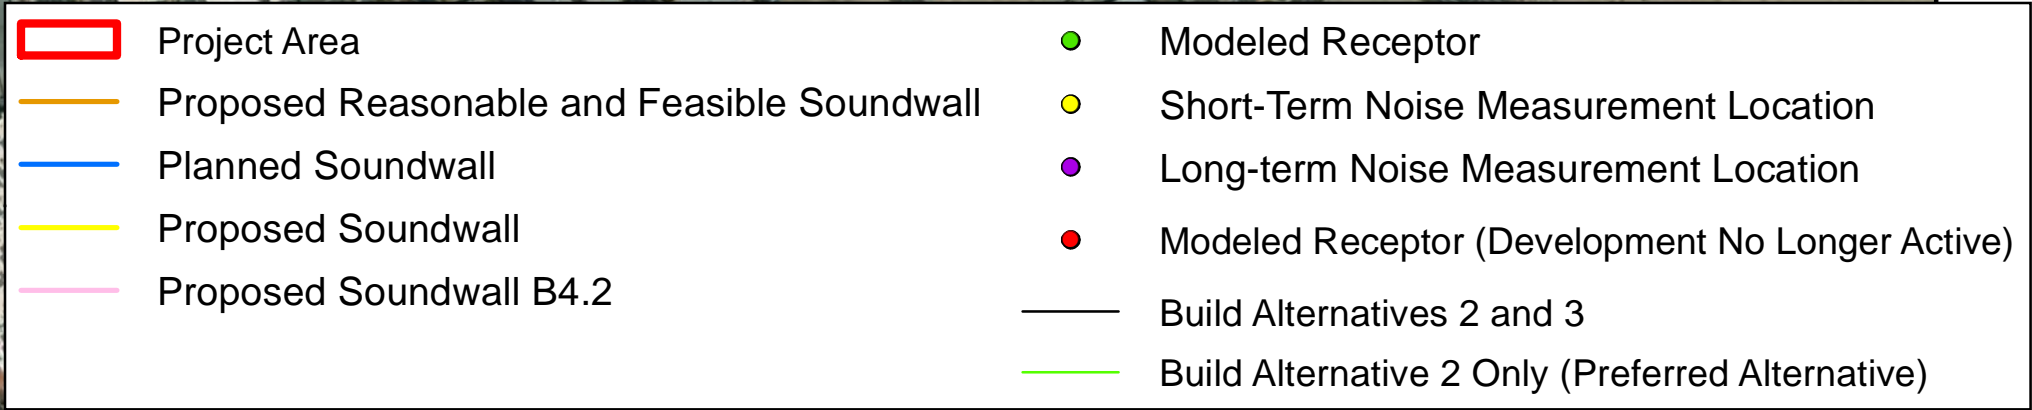 Project Area
Proposed Reasonable and Feasible Soundwall
Planned Soundwall
Proposed Soundwall
Proposed Soundwall B4.2
Modeled Receptor
Short-Term Noise Measurement Location
Long-term Noise Measurement Location
Modeled Receptor (Development No Longer Active)
Build Alternatives 2 and 3
Build Alternative 2 Only (Preferred Alternative)